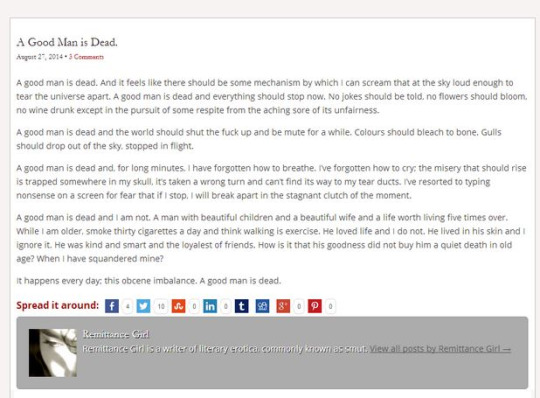 A Good Man is Dead.
August 27, 2014 • 3 Comments
A good man is dead. And it feels like there should be some mechanism by which I can scream that at the sky loud enough to
tear the universe apart. A good man is dead and everything should stop now. No jokes should be told, no flowers should bloom,
no wine drunk except in the pursuit of some respite from the aching sore of its unfairness.
A good man is dead and the world should shut the fuck up and be mute for a while. Colours should bleach to bone. Gulls
should drop out of the sky, stopped in flight.
A good man is dead and, for long minutes, I have forgotten how to breathe. I've forgotten how to cry; the misery that should rise
is trapped somewhere in my skull, it's taken a wrong turn and can't find its way to my tear ducts. I've resorted to typing
nonsense on a screen for fear that if I stop, I will break apart in the stagnant clutch of the moment.
A good man is dead and I am not. A man with beautiful children and a beautiful wife and a life worth living five times over.
While I am older, smoke thirty cigarettes a day and think walking is exercise. He loved life and I do not. He lived in his skin and I
ignore it. He was kind and smart and the loyalest of friends. How is it that his goodness did not buy him a quiet death in old
age? When I have squandered mine?
It happens every day; this obscene imbalance. A good man is dead.
Spread it around: 4 10 0 0 0 0
Remittance Girl
Remittance Girl is a writer of literary erotica, commonly known as smut. View all posts by Remittance Girl →